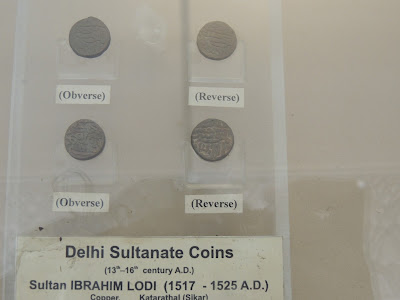 (Obverse) (Reverse)
(Obverse) (Reverse)
Delhi Sultanate Coins
(13th–16th century A.D.)
Sultan IBRAHIM LODI (1517 - 1525 A.D.)
Copper, Katarathal (Sikar)